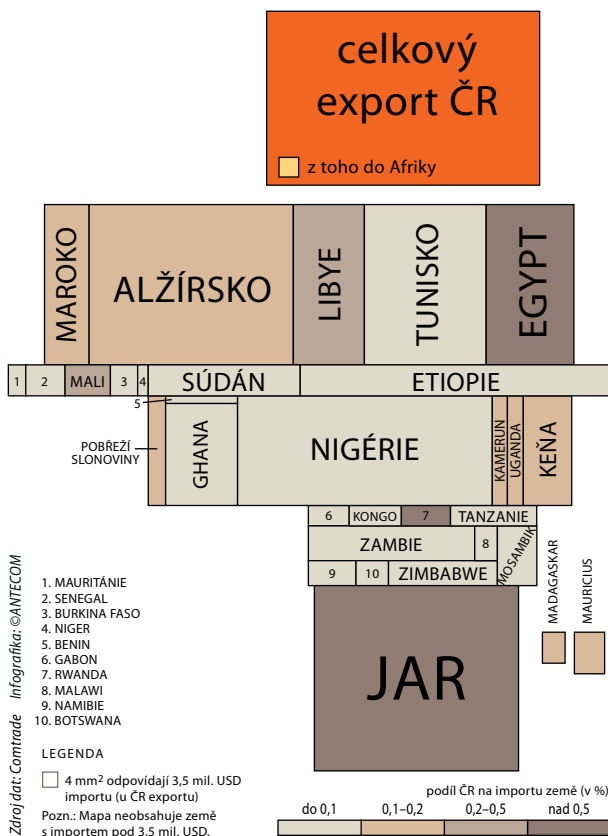 celkový
export ČR
z toho do Afriky
MAROKO
ALŽÍRSKO
LIBYE
TUNISKO
EGYPT
1
2
MALI
3
4
SÚDÁN
ETIOPIE
5
POBŘEŽÍ
SLONOVINY
GHANA
NIGÉRIE
KAMERUN
UGANDA
KEŇA
6
KONGO
7
TANZANIE
ZAMBIE
8
MOSAMBIK
9
10
ZIMBABWE
JAR
MADAGASKAR
MAURICIUS
1. MAURITÁNIE
2. SENEGAL
3. BURKINA FASO
4. NIGER
5. BENIN
6. GABON
7. RWANDA
8. MALAWI
9. NAMIBIE
10. BOTSWANA
LEGENDA
4 mm² odpovídají 3,5 mil. USD
importu (u ČR exportu)
Pozn.: Mapa neobsahuje země
s importem pod 3,5 mil. USD.
podíl ČR na importu země (v %)
do 0,1
0,1–0,2
0,2–0,5
nad 0,5
Zdroj dat: Comtrade Infografika: ©ANTECOM